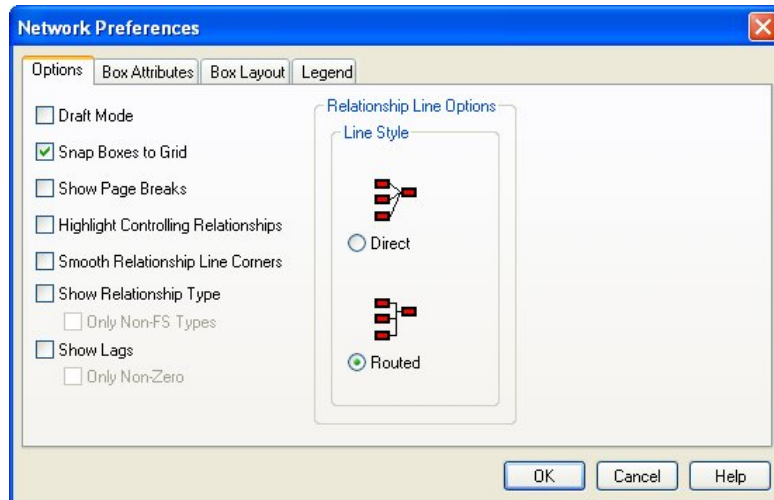 Network Preferences
Options Box Attributes Box Layout Legend
Draft Mode
Snap Boxes to Grid
Show Page Breaks
Highlight Controlling Relationships
Smooth Relationship Line Corners
Show Relationship Type
Only Non-FS Types
Show Lags
Only Non-Zero
Relationship Line Options
Line Style
Direct
Routed
OK Cancel Help